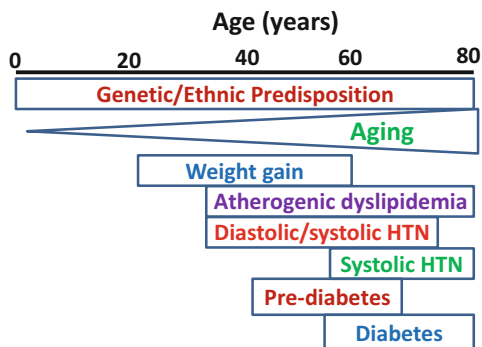 Age (years)
0 20 40 60 80
Genetic/Ethnic Predisposition
Aging
Weight gain
Atherogenic dyslipidemia
Diastolic/systolic HTN
Systolic HTN
Pre-diabetes
Diabetes